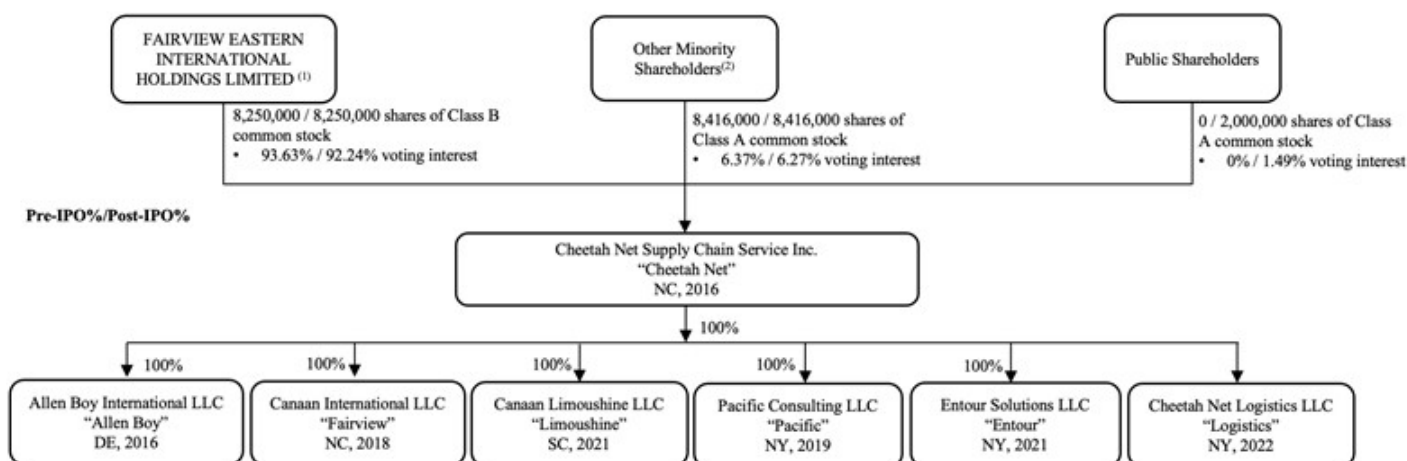 FAIRVIEW EASTERN
INTERNATIONAL
HOLDINGS LIMITED (1)
Other Minority
Shareholders(2)
Public Shareholders
8,250,000 / 8,250,000 shares of Class B
common stock
• 93.63% / 92.24% voting interest
8,416,000 / 8,416,000 shares of
Class A common stock
• 6.37% / 6.27% voting interest
0 / 2,000,000 shares of Class
A common stock
• 0% / 1.49% voting interest
Pre-IPO%/Post-IPO%
Cheetah Net Supply Chain Service Inc.
“Cheetah Net”
NC, 2016
100%
100%
100%
100%
100%
100%
Allen Boy International LLC
“Allen Boy”
DE, 2016
Canaan International LLC
“Fairview”
NC, 2018
Canaan Limoushine LLC
“Limoushine”
SC, 2021
Pacific Consulting LLC
“Pacific”
NY, 2019
Entour Solutions LLC
“Entour”
NY, 2021
Cheetah Net Logistics LLC
“Logistics”
NY, 2022